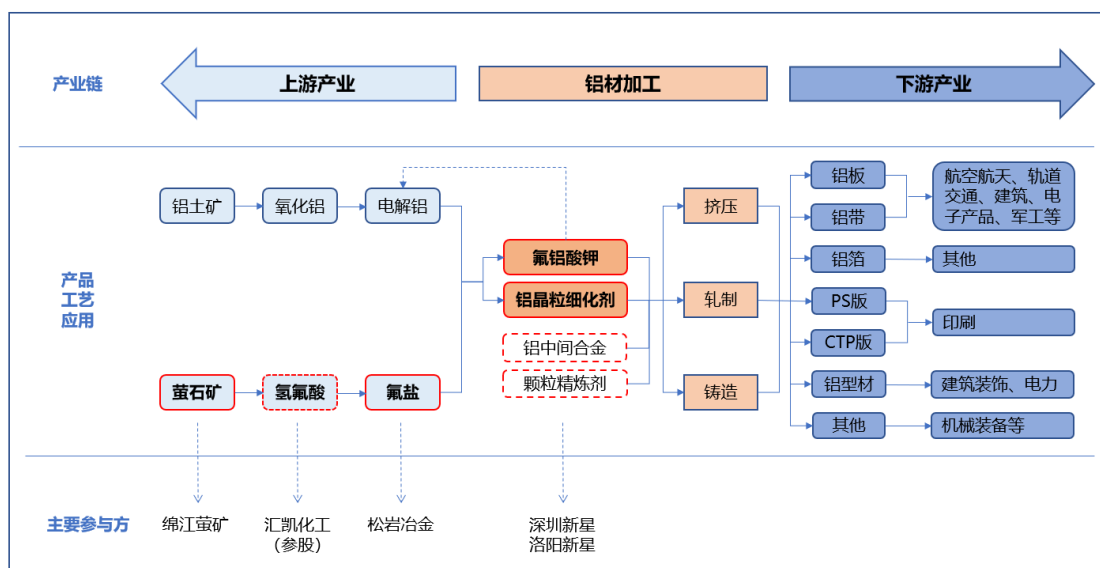 产业链
上游产业
铝材加工
下游产业
产品
工艺
应用
铝土矿
氧化铝
电解铝
萤石矿
氢氟酸
氟盐
氟铝酸钾
铝晶粒细化剂
铝中间合金
颗粒精炼剂
挤压
轧制
铸造
铝板
铝带
铝箔
PS版
CTP版
铝型材
其他
航空航天、轨道
交通、建筑、电
子产品、军工等
其他
印刷
建筑装饰、电力
机械装备等
主要参与方
绵江萤矿
汇凯化工
（参股）
松岩冶金
深圳新星
洛阳新星